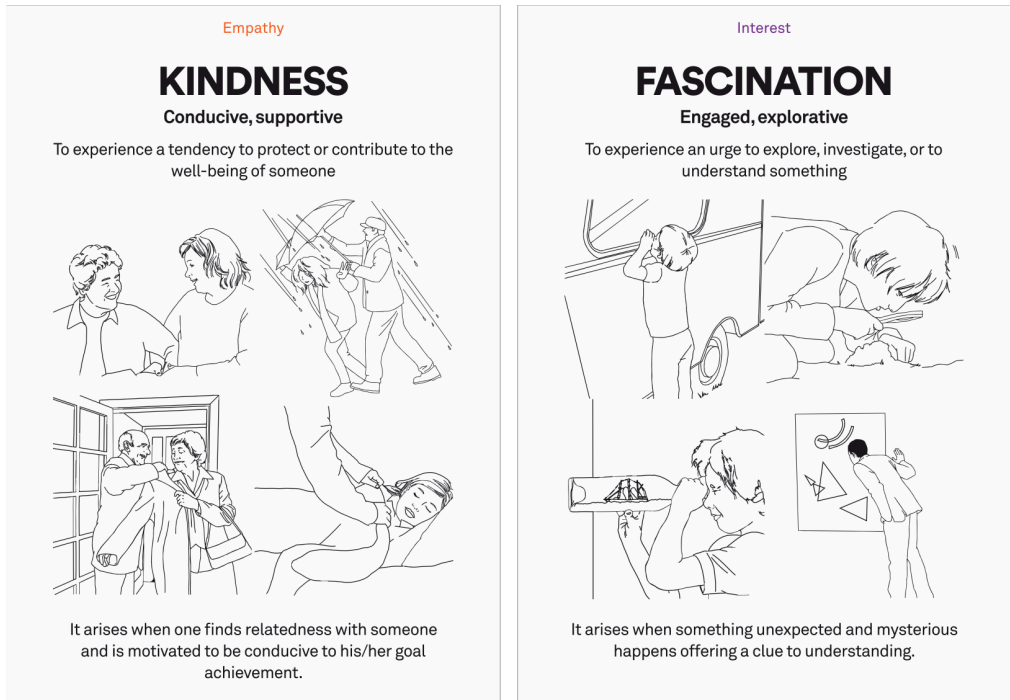 Empathy
KINDNESS
Conducive, supportive
To experience a tendency to protect or contribute to the
well-being of someone
It arises when one finds relatedness with someone
and is motivated to be conducive to his/her goal
achievement.
Interest
FASCINATION
Engaged, explorative
To experience an urge to explore, investigate, or to
understand something
It arises when something unexpected and mysterious
happens offering a clue to understanding.